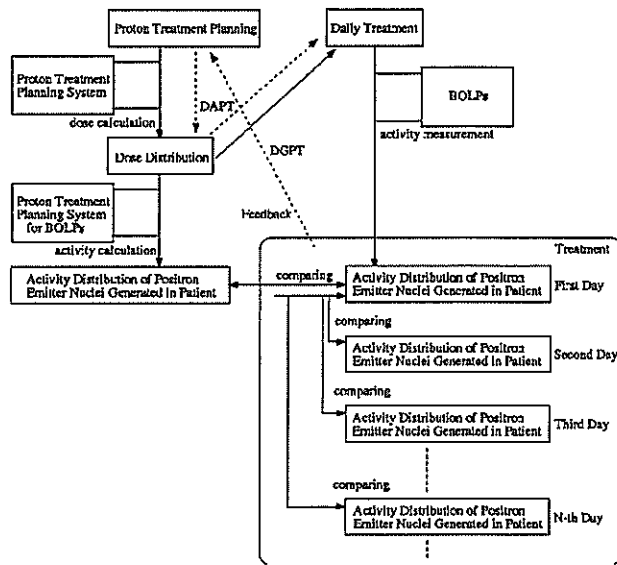 Proton Treatment Planning
Daily Treatment
Proton Treatment
Planning System
BOLPs
DAPT
dose calculation
activity measurement
Dose Distribution
DGPT
Proton Treatment
Planning System
for BOLPs
Feedback
activity calculation
Treatment
Activity Distribution of Positron
Emitter Nuclei Generated in Patient
comparing
Activity Distribution of Positron
Emitter Nuclei Generated in Patient
First Day
comparing
Activity Distribution of Positron
Emitter Nuclei Generated in Patient
Second Day
comparing
Activity Distribution of Positron
Emitter Nuclei Generated in Patient
Third Day
comparing
Activity Distribution of Positron
Emitter Nuclei Generated in Patient
N-th Day